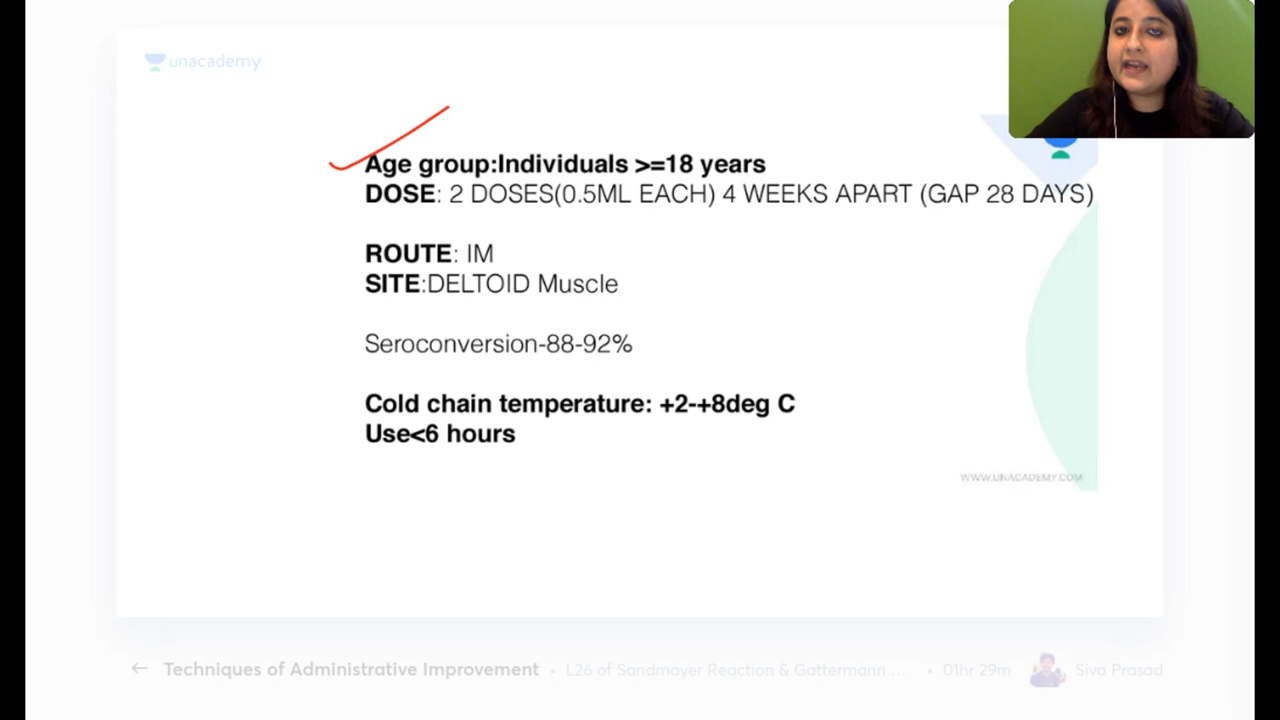 unacademy
Age group:Individuals >=18 years
DOSE: 2 DOSES(0.5ML EACH) 4 WEEKS APART (GAP 28 DAYS)
ROUTE: IM
SITE:DELTOID Muscle
Seroconversion-88-92%
Cold chain temperature: +2-+8deg C
Use<6 hours
WWW.UNACADEMY.COM
Techniques of Administrative Improvement • L26 of Sandmayer Reaction & Gattermann ... • 01hr 29m Siva Prasad